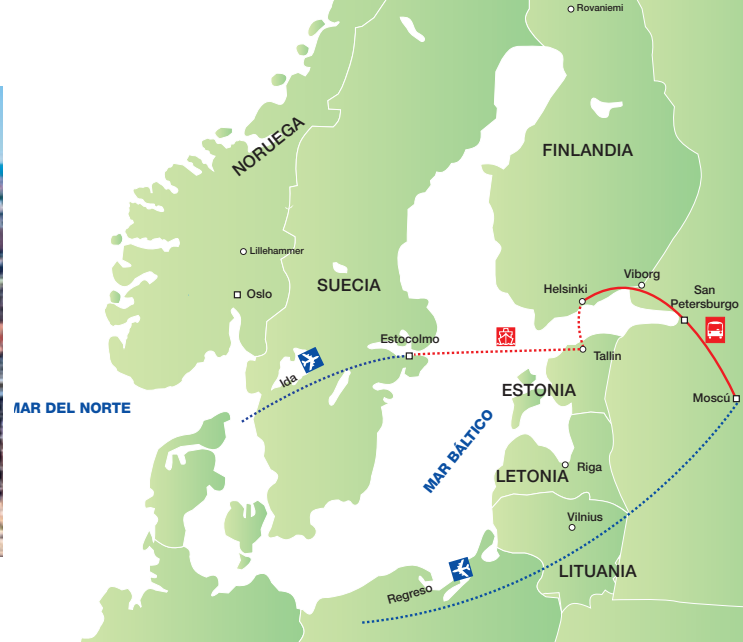 Rovaniemi
NORUEGA
FINLANDIA
Lillehammer
Viborg
SUECIA
Helsinki
San
Petersburgo
Oslo
Estocolmo
Tallin
Ida
ESTONIA
Moscú
MAR DEL NORTE
MAR BÁLTICO
LETONIA
Riga
Vilnius
LITUANIA
Regreso